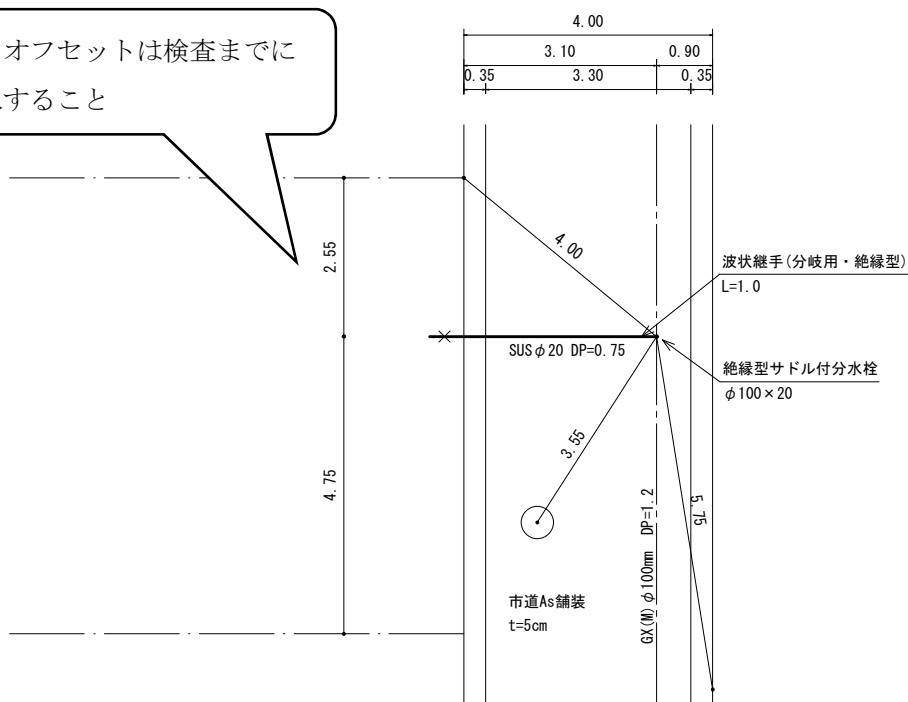 オフセットは検査までに
すること
4.00
3.10
0.90
0.35
3.30
0.35
2.55
4.00
波状継手(分岐用・絶縁型)
L=1.0
SUSφ20 DP=0.75
絶縁型サドル付分水栓
φ100×20
3.55
4.75
5.75
GX(M)φ100mm DP=1.2
市道As舗装
t=5cm